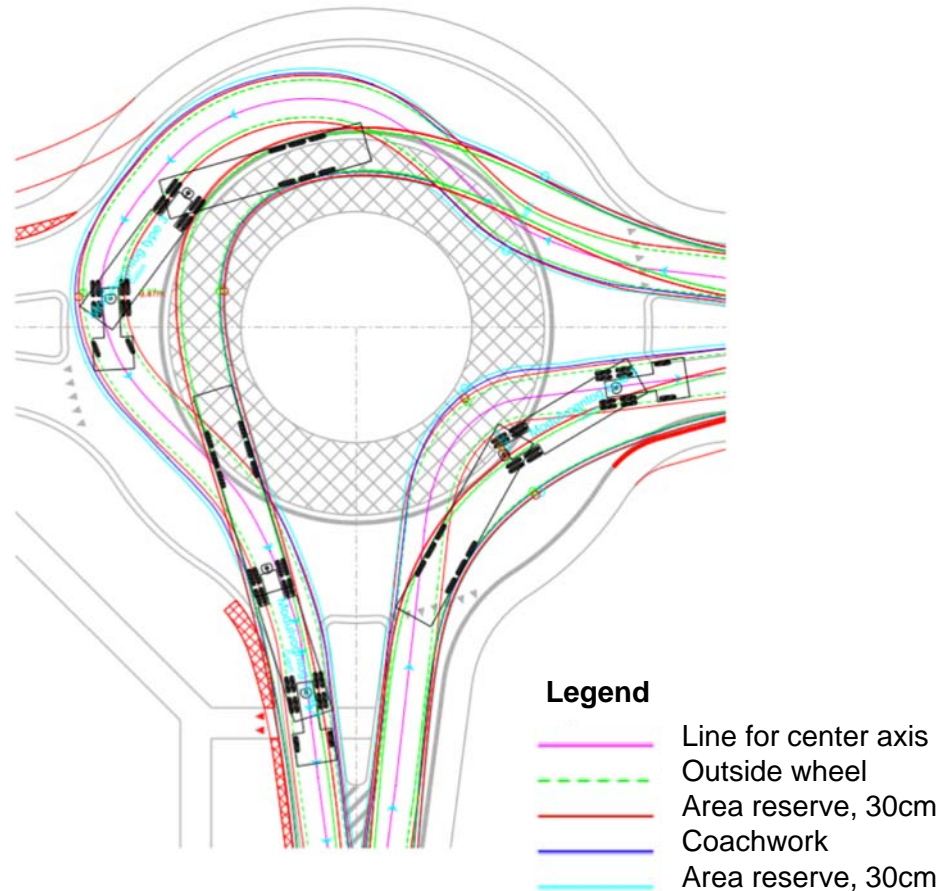 Legend
Line for center axis
Outside wheel
Area reserve, 30cm
Coachwork
Area reserve, 30cm